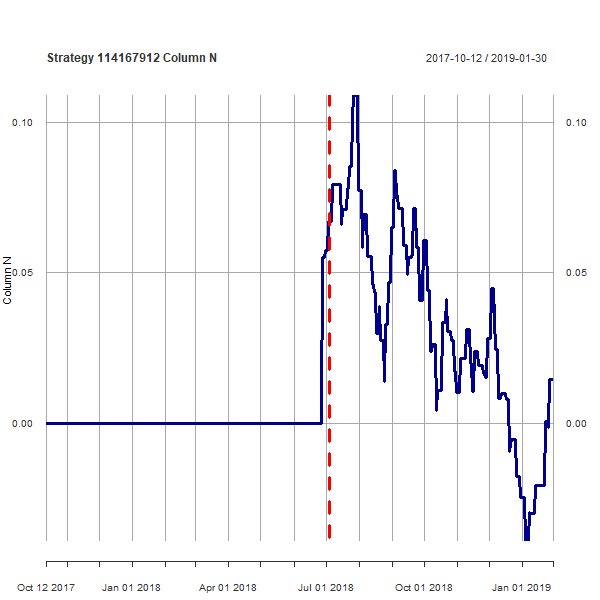 Strategy 114167912 Column N
2017-10-12 / 2019-01-30
0.10
0.10
Column N
0.05
0.05
0.00
0.00
Oct 12 2017
Jan 01 2018
Apr 01 2018
Jul 01 2018
Oct 01 2018
Jan 01 2019